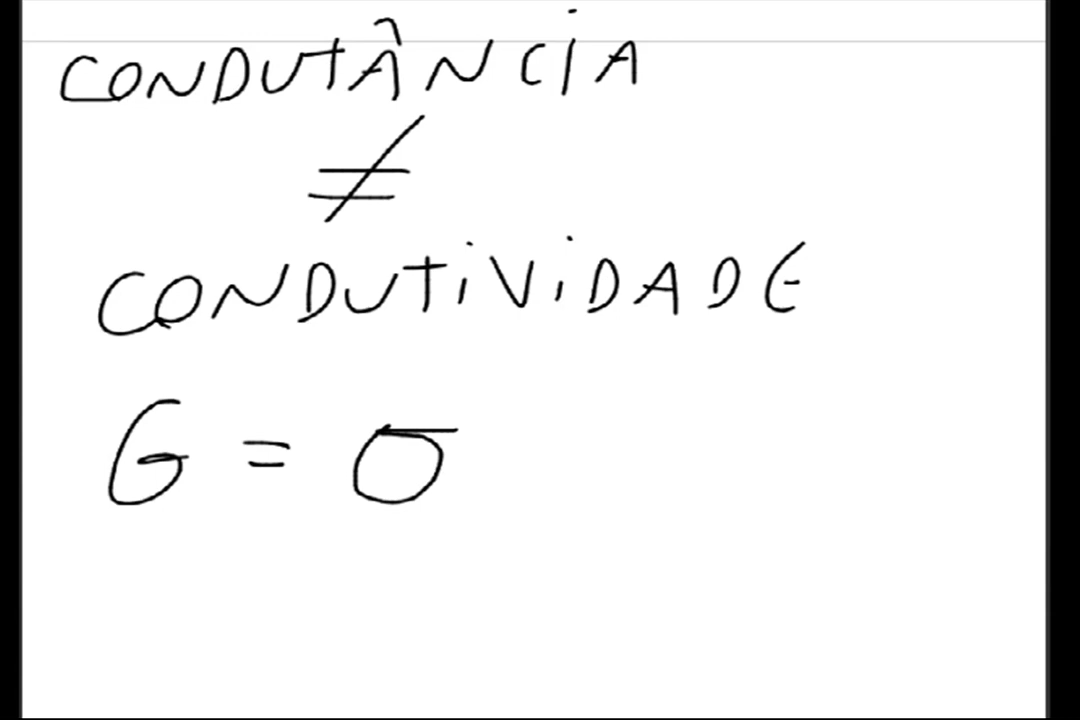 CONDUTÂNCIA
≠
CONDUTIVIDADE
G = σ